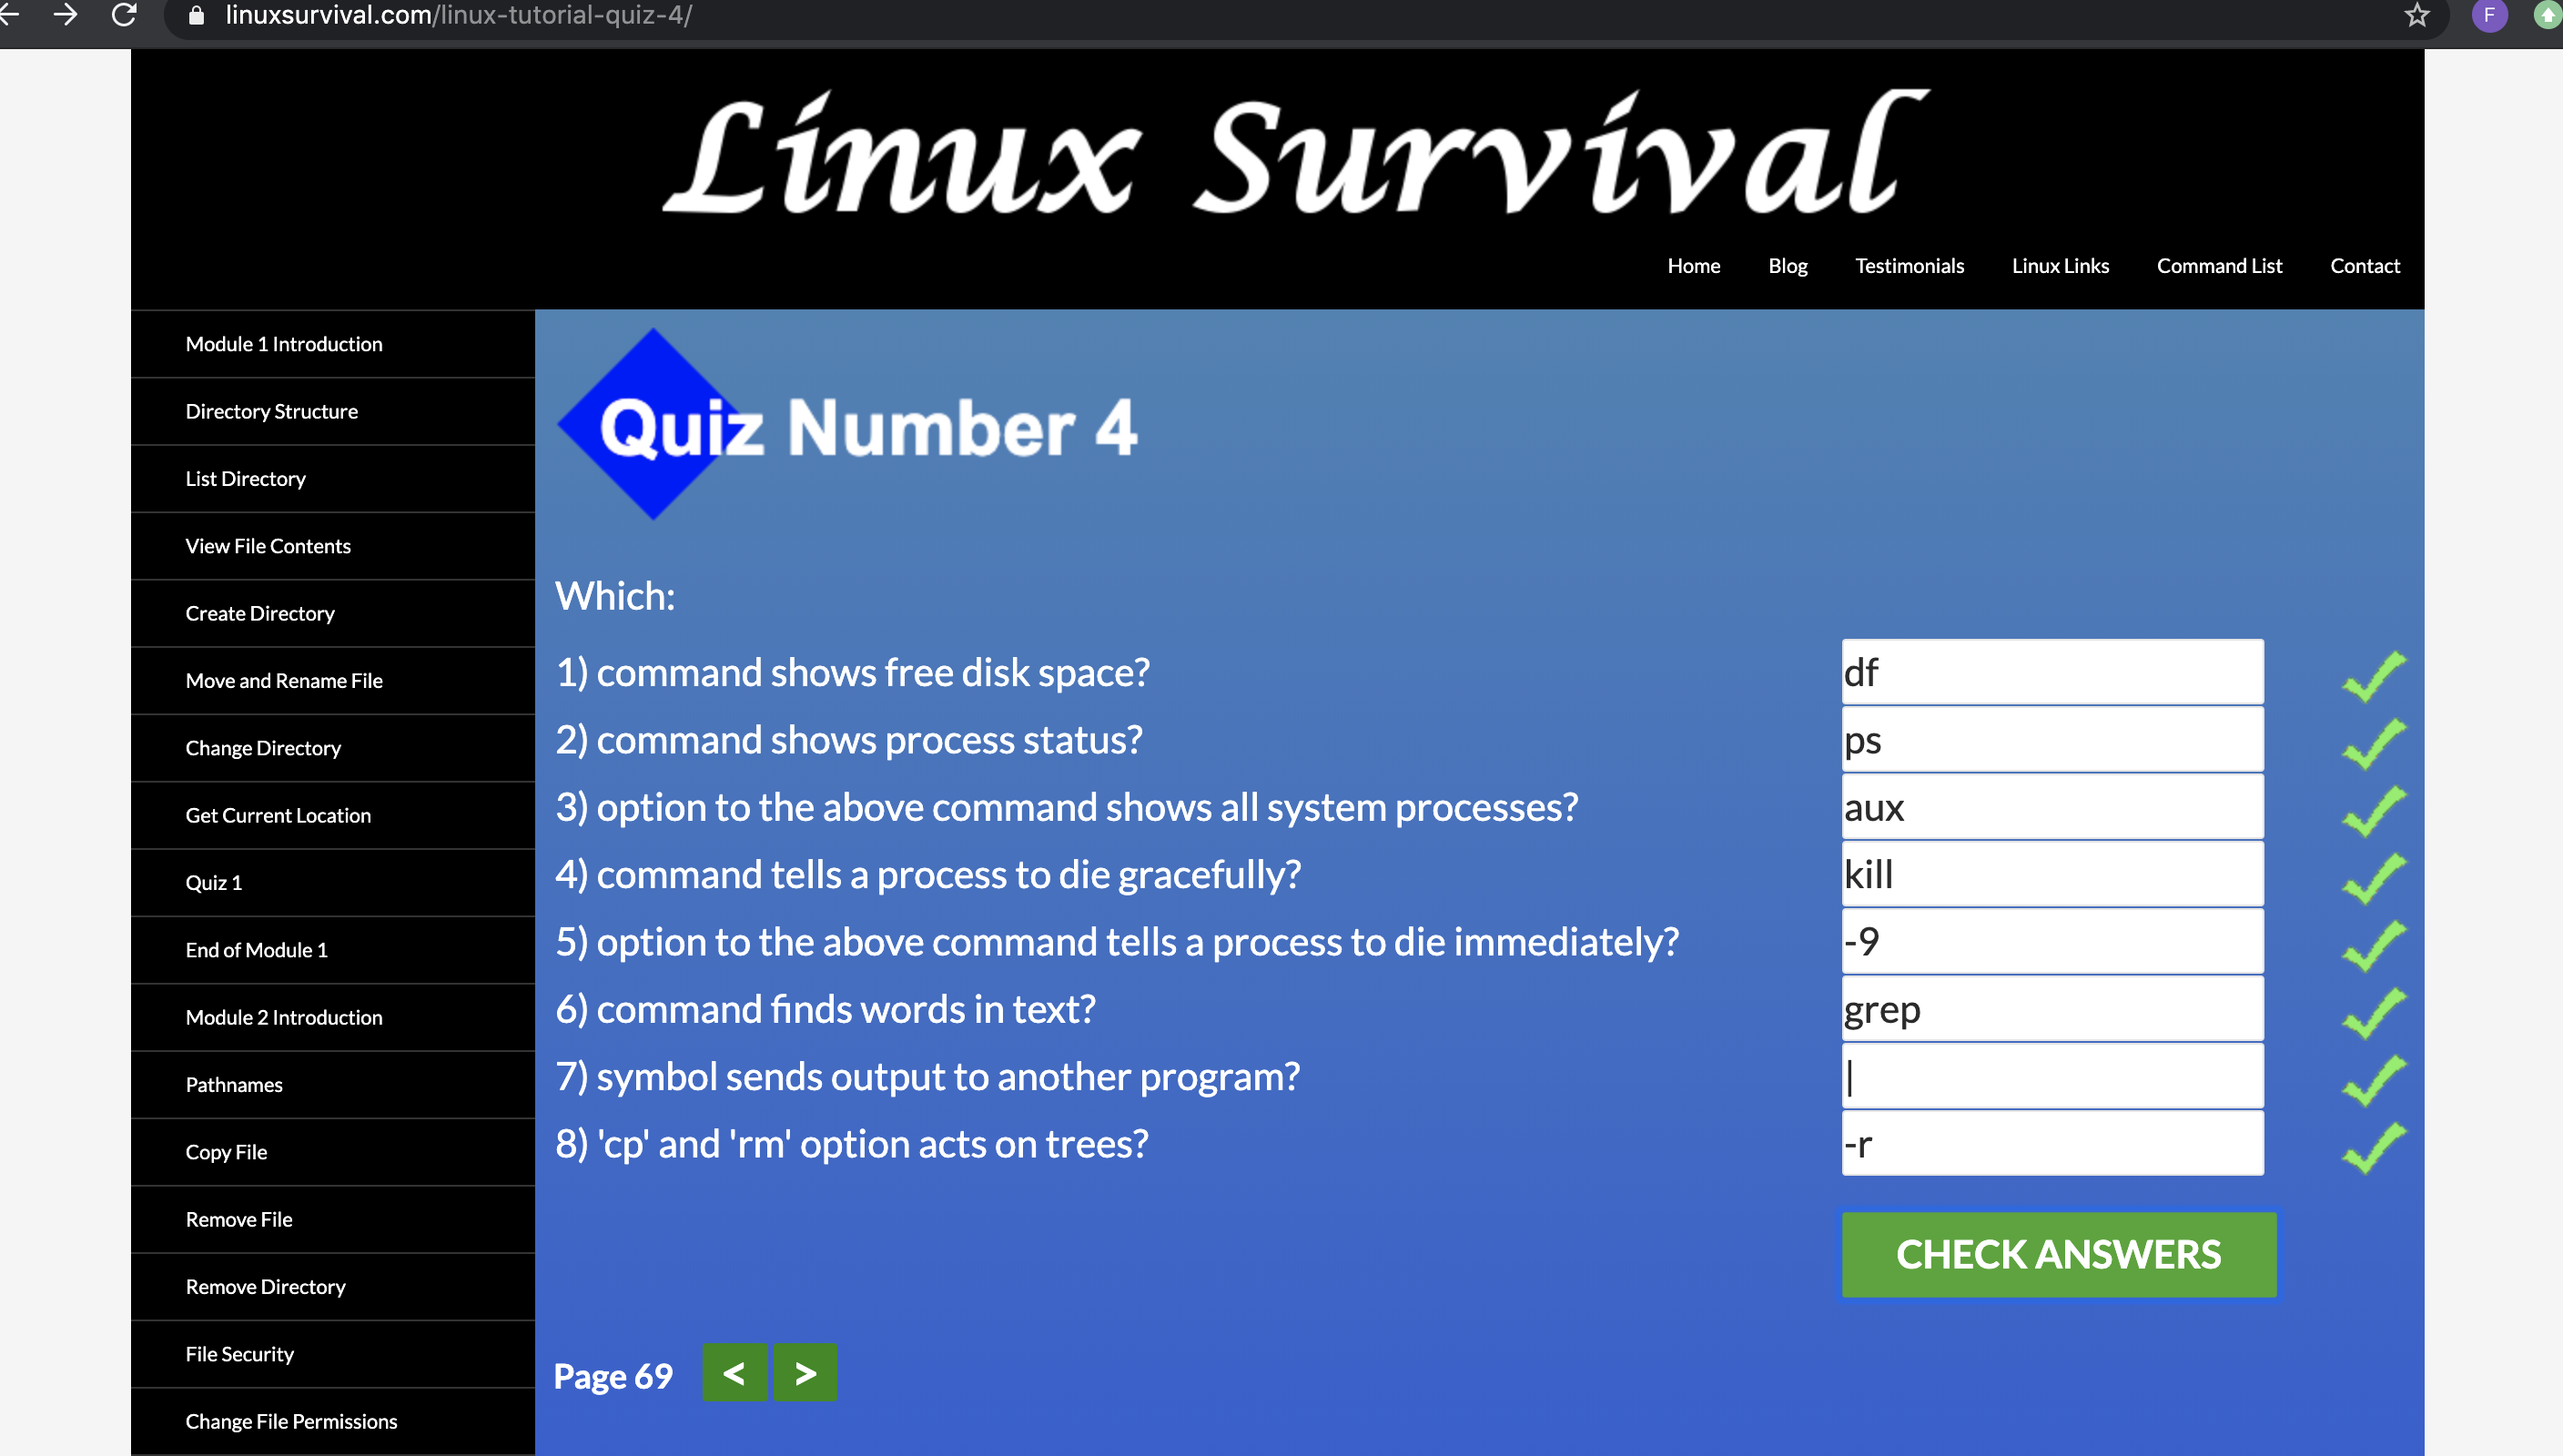 linuxsurvival.com/linux-tutorial-quiz-4/
F
Linux Survival
Home Blog Testimonials Linux Links Command List Contact
Module 1 Introduction
Directory Structure
List Directory
View File Contents
Create Directory
Move and Rename File
Change Directory
Get Current Location
Quiz 1
End of Module 1
Module 2 Introduction
Pathnames
Copy File
Remove File
Remove Directory
File Security
Change File Permissions
Quiz Number 4
Which:
1) command shows free disk space? df
2) command shows process status? ps
3) option to the above command shows all system processes? aux
4) command tells a process to die gracefully? kill
5) option to the above command tells a process to die immediately? -9
6) command finds words in text? grep
7) symbol sends output to another program? |
8) 'cp' and 'rm' option acts on trees? -r
CHECK ANSWERS
Page 69 < >